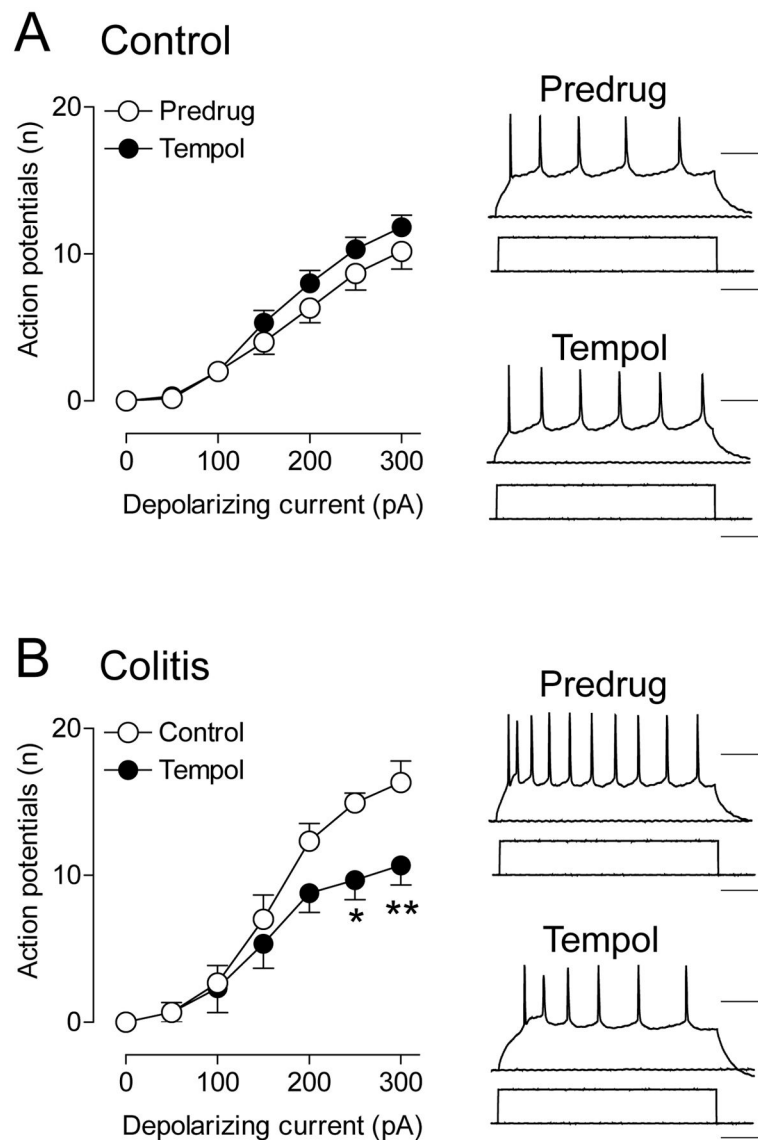 A Control
Predrug
Tempol
Action potentials (n)
20
10
0
0 100 200 300
Depolarizing current (pA)
Predrug
Tempol
B Colitis
Control
Tempol
Action potentials (n)
20
10
0
* **
0 100 200 300
Depolarizing current (pA)
Predrug
Tempol